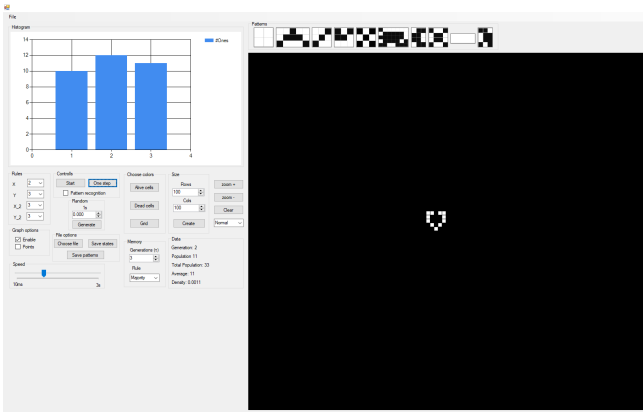 File
Histogram
Patterns
14
12
10
8
6
4
2
0
#Ones
0 1 2 3 4
Rules
X 2
Y 3
X_2 3
Y_2 3
Controls
Start One step
Pattern recognition
Random
%
0.000
Generate
Choose colors
Alive cells
Dead cells
Grid
Size
Rows
100
Cols
100
Create
zoom +
zoom -
Clear
Normal
Graph options
Enable
Points
File options
Choose file Save states
Save patterns
Memory
Generations (τ)
3
Rule
Majority
Data
Generation: 2
Population 11
Total Population: 33
Average: 11
Density: 0.0011
Speed
10ms 3s